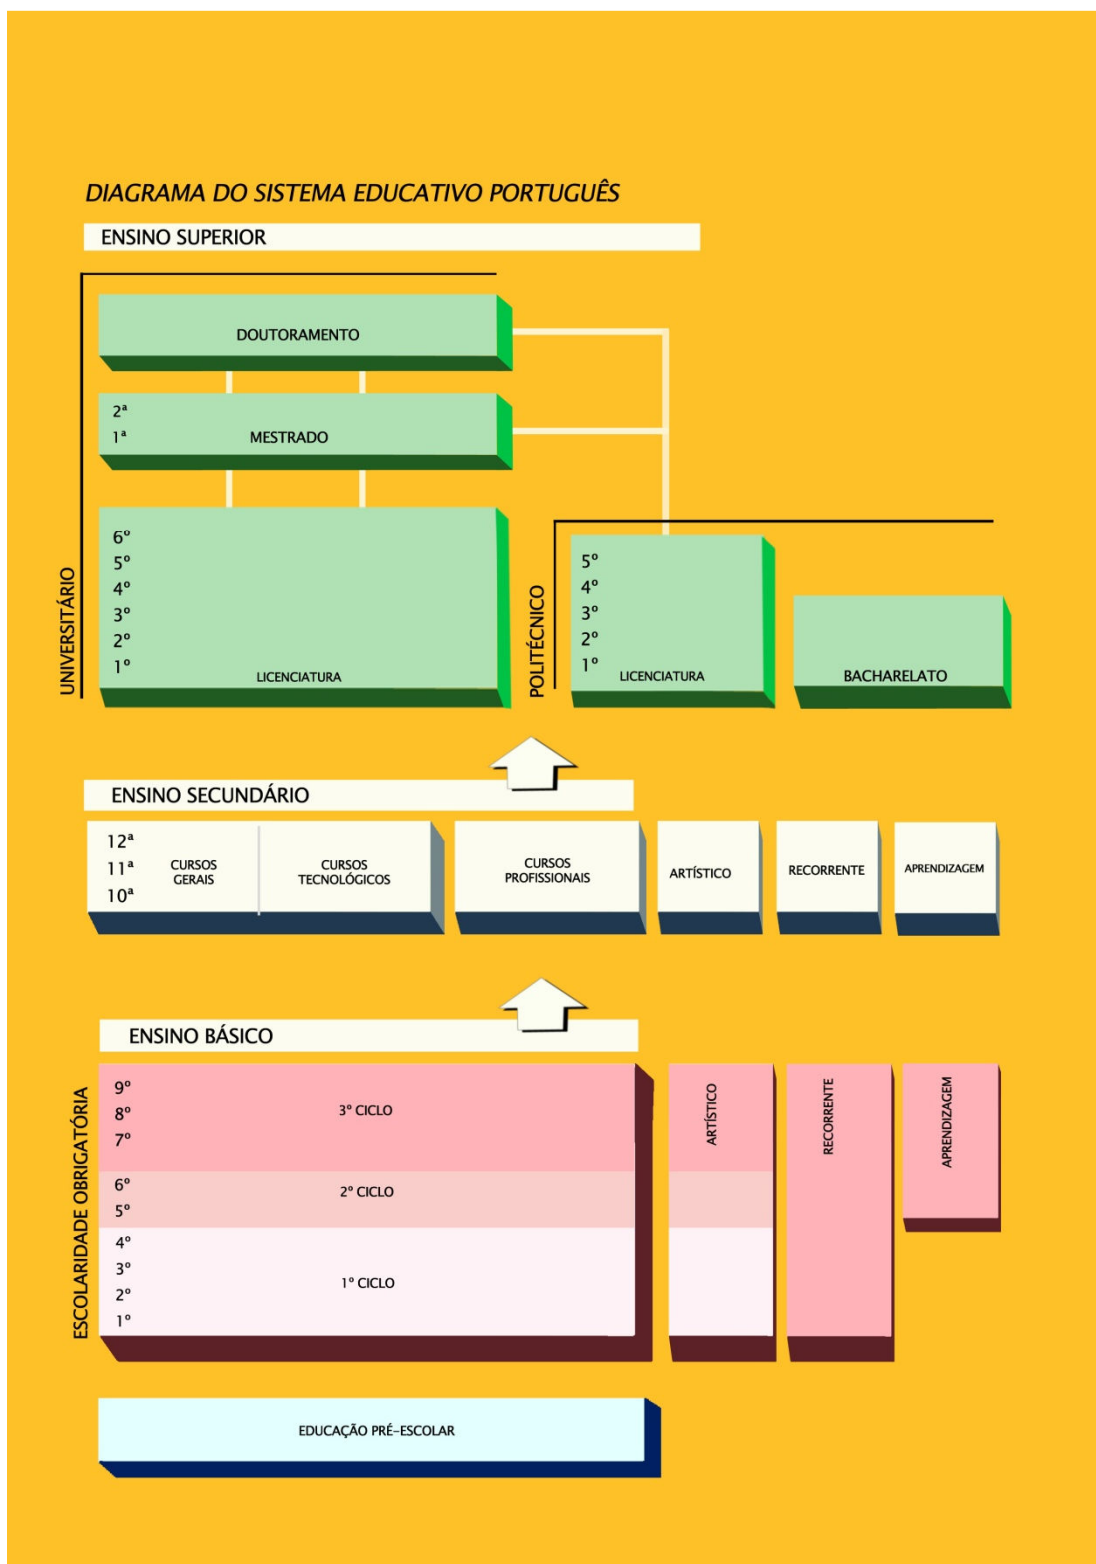 DIAGRAMA DO SISTEMA EDUCATIVO PORTUGUÊS
ENSINO SUPERIOR
UNIVERSITÁRIO
DOUTORAMENTO
2ª
1ª MESTRADO
6º
5º
4º
3º
2º
1º
LICENCIATURA
POLITÉCNICO
5º
4º
3º
2º
1º
LICENCIATURA
BACHARELATO
ENSINO SECUNDÁRIO
12ª
11ª
10ª
CURSOS
GERAIS
CURSOS
TECNOLÓGICOS
CURSOS
PROFISSIONAIS
ARTÍSTICO
RECORRENTE
APRENDIZAGEM
ENSINO BÁSICO
ESCOLARIDADE OBRIGATÓRIA
9º
8º
7º
3º CICLO
6º
5º
2º CICLO
4º
3º
2º
1º
1º CICLO
ARTÍSTICO
RECORRENTE
APRENDIZAGEM
EDUCAÇÃO PRÉ-ESCOLAR